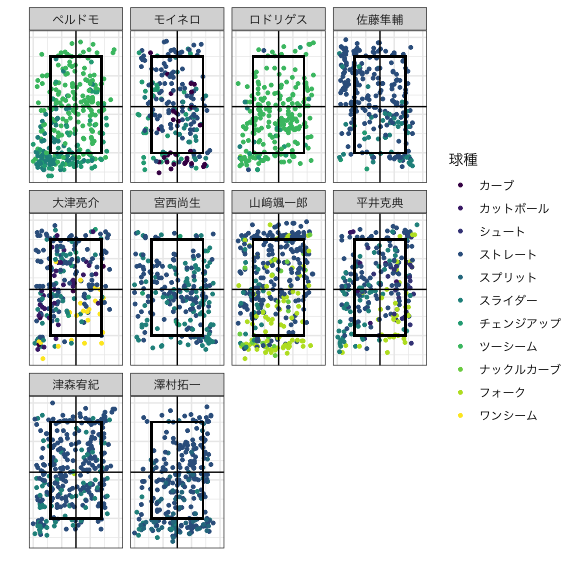 ペルドモ モイネロ ロドリゲス 佐藤隼輔
大津亮介 宮西尚生 山﨑颯一郎 平井克典
津森宥紀 澤村拓一
球種
カーブ
カットボール
シュート
ストレート
スプリット
スライダー
チェンジアップ
ツーシーム
ナックルカーブ
フォーク
ワンシーム